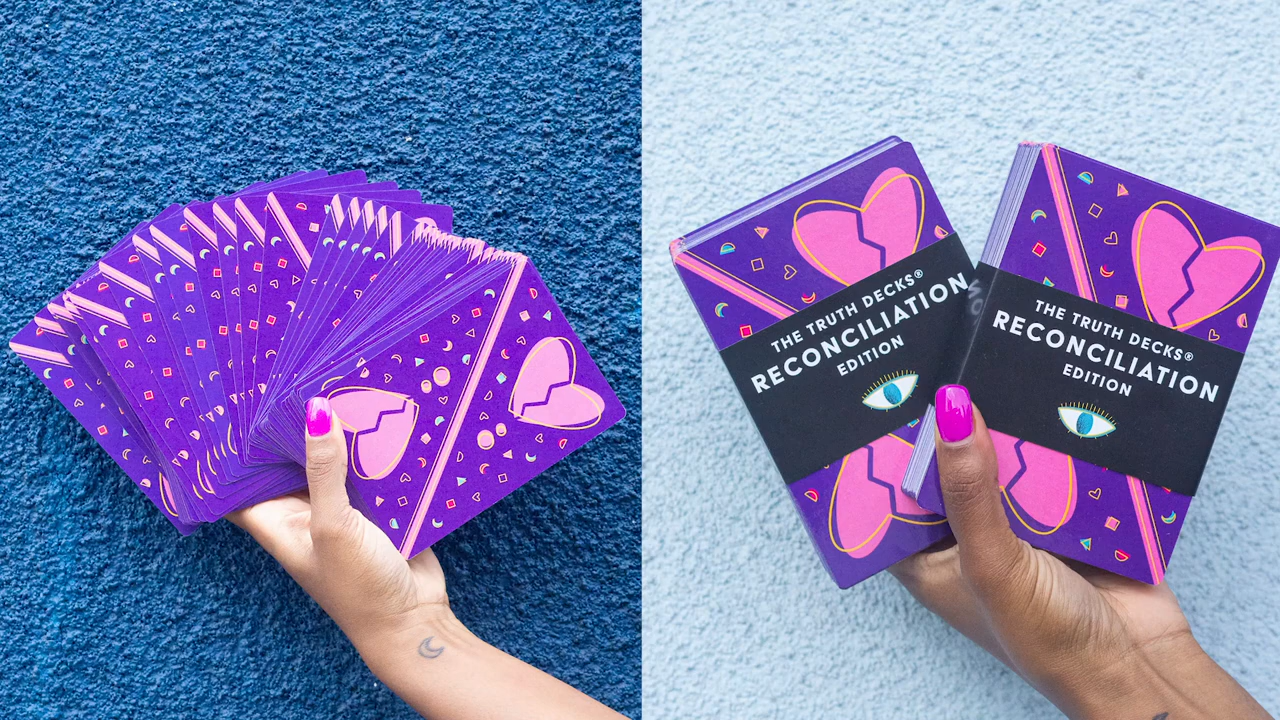 THE TRUTH DECKS®
RECONCILIATION
EDITION
THE TRUTH DECKS®
RECONCILIATION
EDITION